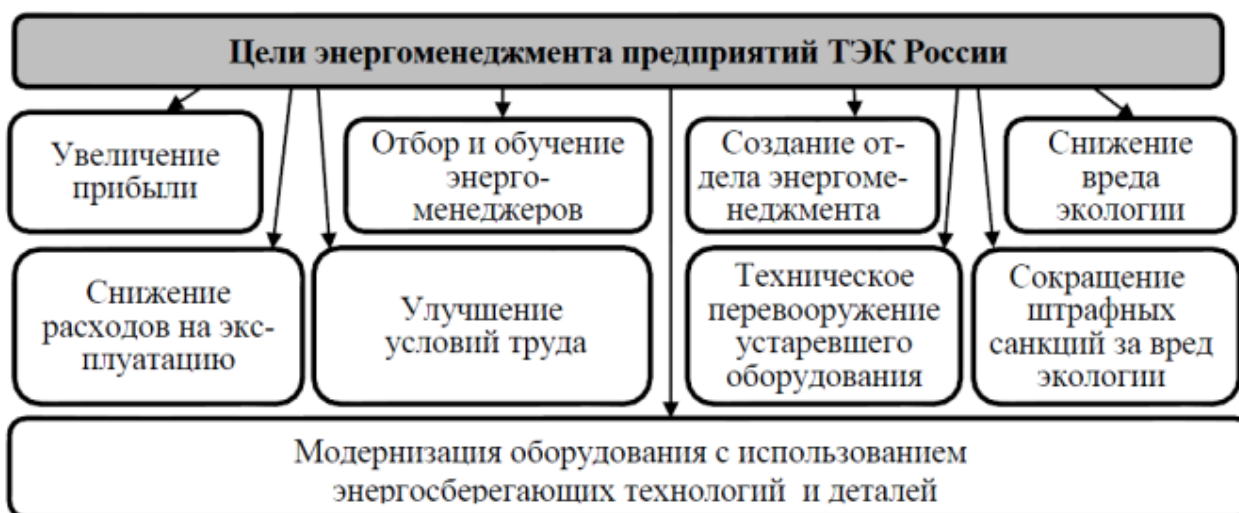 Цели энергоменеджмента предприятий ТЭК России
Увеличение
прибыли
Отбор и обучение
энерго-
менеджеров
Создание от-
дела энергоме-
неджмента
Снижение
вреда
экологии
Снижение
расходов на экс-
плуатацию
Улучшение
условий труда
Техническое
перевооружение
устаревшего
оборудования
Сокращение
штрафных
санкций за вред
экологии
Модернизация оборудования с использованием
энергосберегающих технологий и деталей